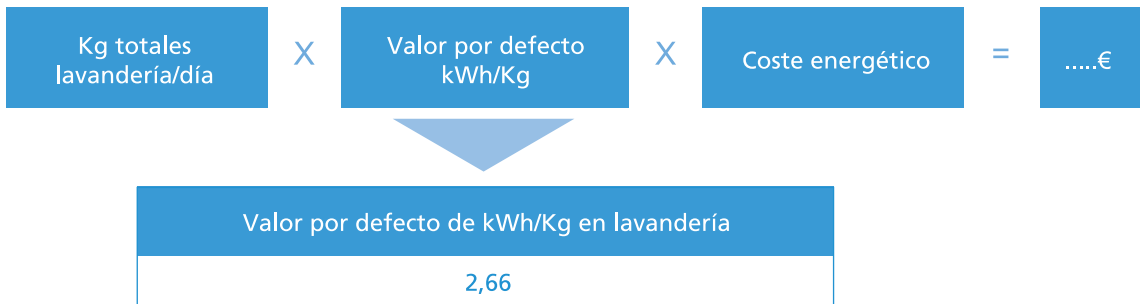 Kg totales
lavandería/día
X
Valor por defecto
kWh/Kg
X
Coste energético
=
.....€
Valor por defecto de kWh/Kg en lavandería
2,66